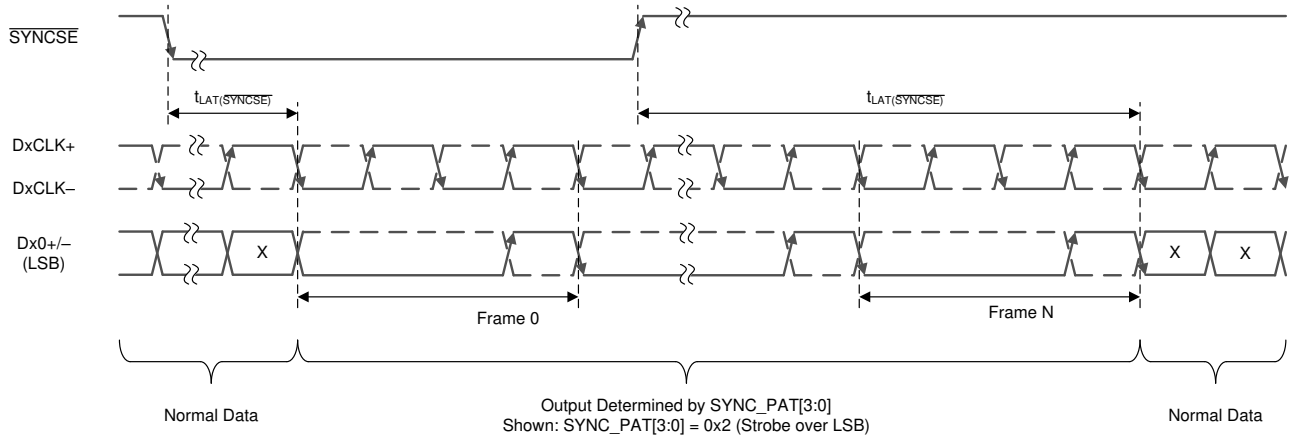 SYNCSE
tLAT(SYNCSE)
tLAT(SYNCSE)
DxCLK+
DxCLK–
Dx0+/–
(LSB)
X
X
X
Frame 0
Frame N
Normal Data
Output Determined by SYNC_PAT[3:0]
Shown: SYNC_PAT[3:0] = 0x2 (Strobe over LSB)
Normal Data